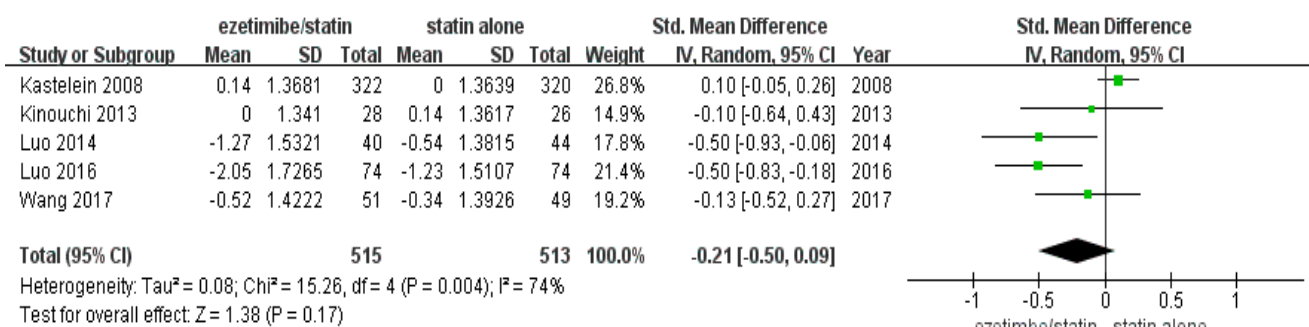 ezetimibe/statin statin alone Std. Mean Difference Std. Mean Difference
Study or Subgroup Mean SD Total Mean SD Total Weight IV, Random, 95% CI Year IV, Random, 95% CI
Kastelein 2008 0.14 1.3681 322 0 1.3639 320 26.8% 0.10 [-0.05, 0.26] 2008
Kinouchi 2013 0 1.341 28 0.14 1.3617 26 14.9% -0.10 [-0.64, 0.43] 2013
Luo 2014 -1.27 1.5321 40 -0.54 1.3815 44 17.8% -0.50 [-0.93, -0.06] 2014
Luo 2016 -2.05 1.7265 74 -1.23 1.5107 74 21.4% -0.50 [-0.83, -0.18] 2016
Wang 2017 -0.52 1.4222 51 -0.34 1.3926 49 19.2% -0.13 [-0.52, 0.27] 2017
Total (95% CI) 515 513 100.0% -0.21 [-0.50, 0.09]
Heterogeneity: Tau² = 0.08; Chi² = 15.26, df = 4 (P = 0.004); I² = 74%
Test for overall effect: Z = 1.38 (P = 0.17)
-1 -0.5 0 0.5 1
ezetimbe/statin statin alone